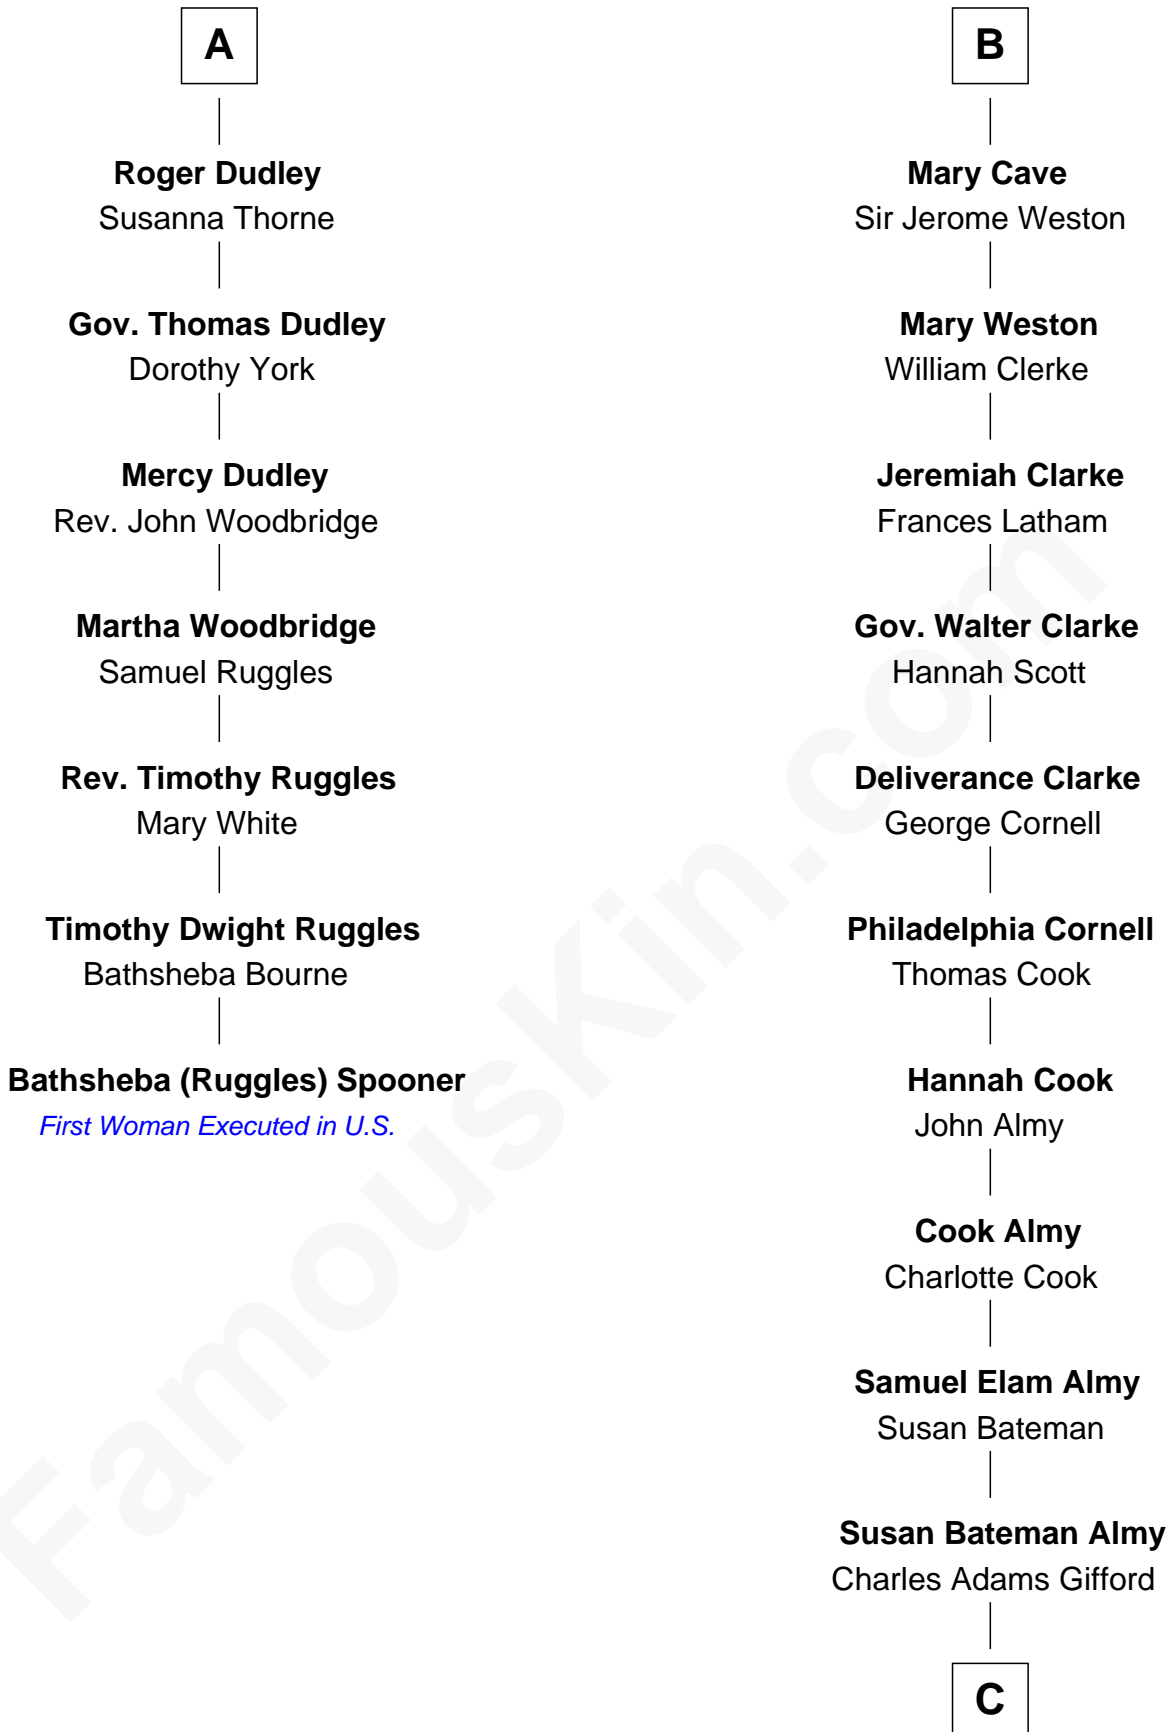 A
Roger Dudley
Susanna Thorne
Gov. Thomas Dudley
Dorothy York
Mercy Dudley
Rev. John Woodbridge
Martha Woodbridge
Samuel Ruggles
Rev. Timothy Ruggles
Mary White
Timothy Dwight Ruggles
Bathsheba Bourne
Bathsheba (Ruggles) Spooner
First Woman Executed in U.S.
B
Mary Cave
Sir Jerome Weston
Mary Weston
William Clerke
Jeremiah Clarke
Frances Latham
Gov. Walter Clarke
Hannah Scott
Deliverance Clarke
George Cornell
Philadelphia Cornell
Thomas Cook
Hannah Cook
John Almy
Cook Almy
Charlotte Cook
Samuel Elam Almy
Susan Bateman
Susan Bateman Almy
Charles Adams Gifford
C
FamousKin.com